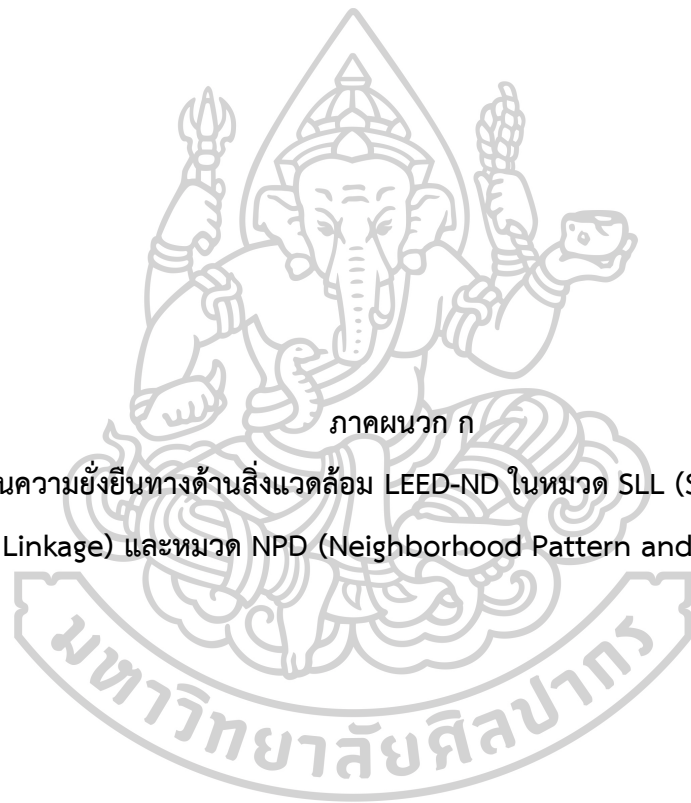 ภาคผนวก ก
นความยั่งยืนทางด้านสิ่งแวดล้อม LEED-ND ในหมวด SLL (S
Linkage) และหมวด NPD (Neighborhood Pattern and
มหาวิทยาลัยศิลปากร